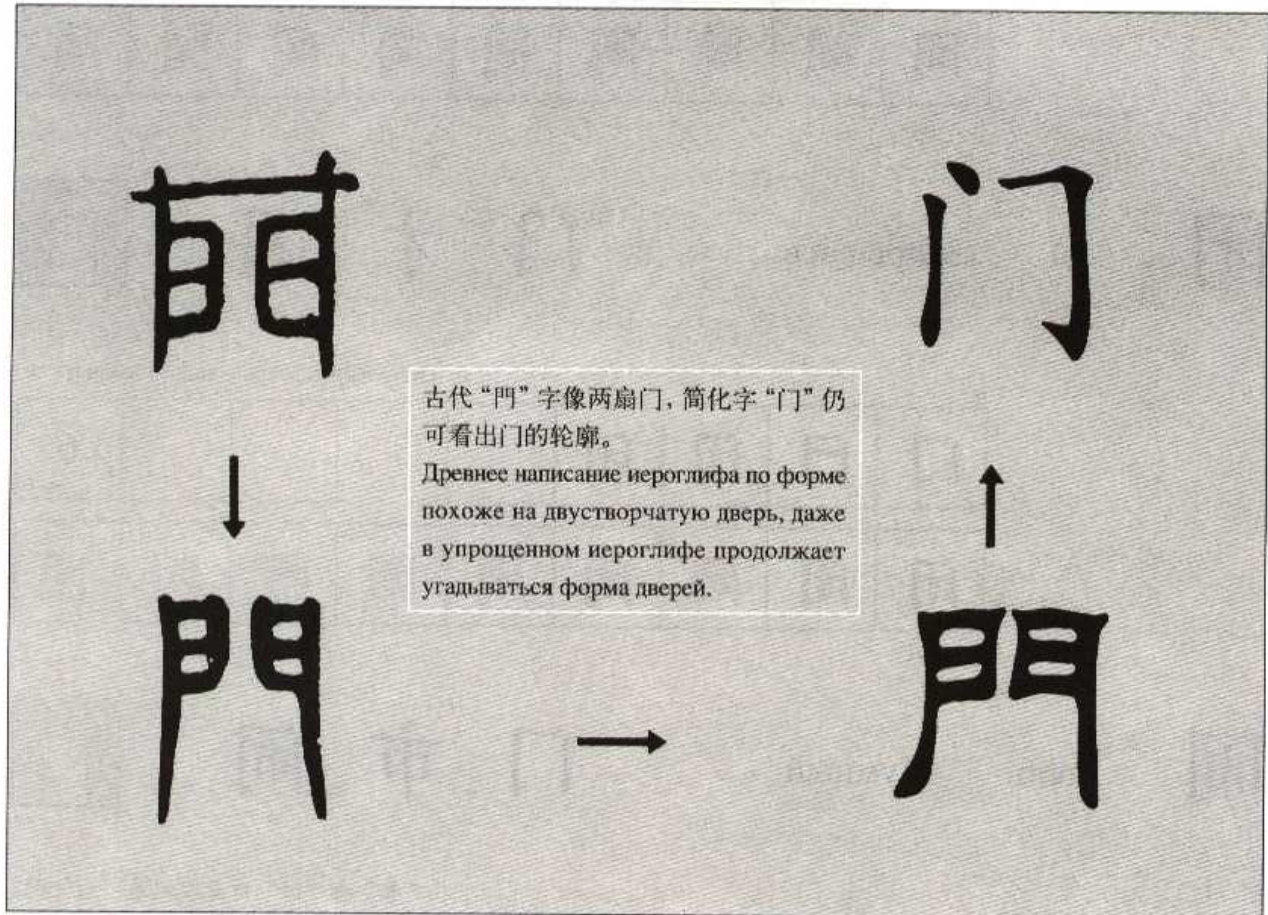 門
门
古代“門”字像两扇门，简化字“门”仍
可看出门的轮廓。
Древнее написание иероглифа по форме
похоже на двустворчатую дверь, даже
в упрощенном иероглифе продолжает
угадываться форма дверей.
門
門